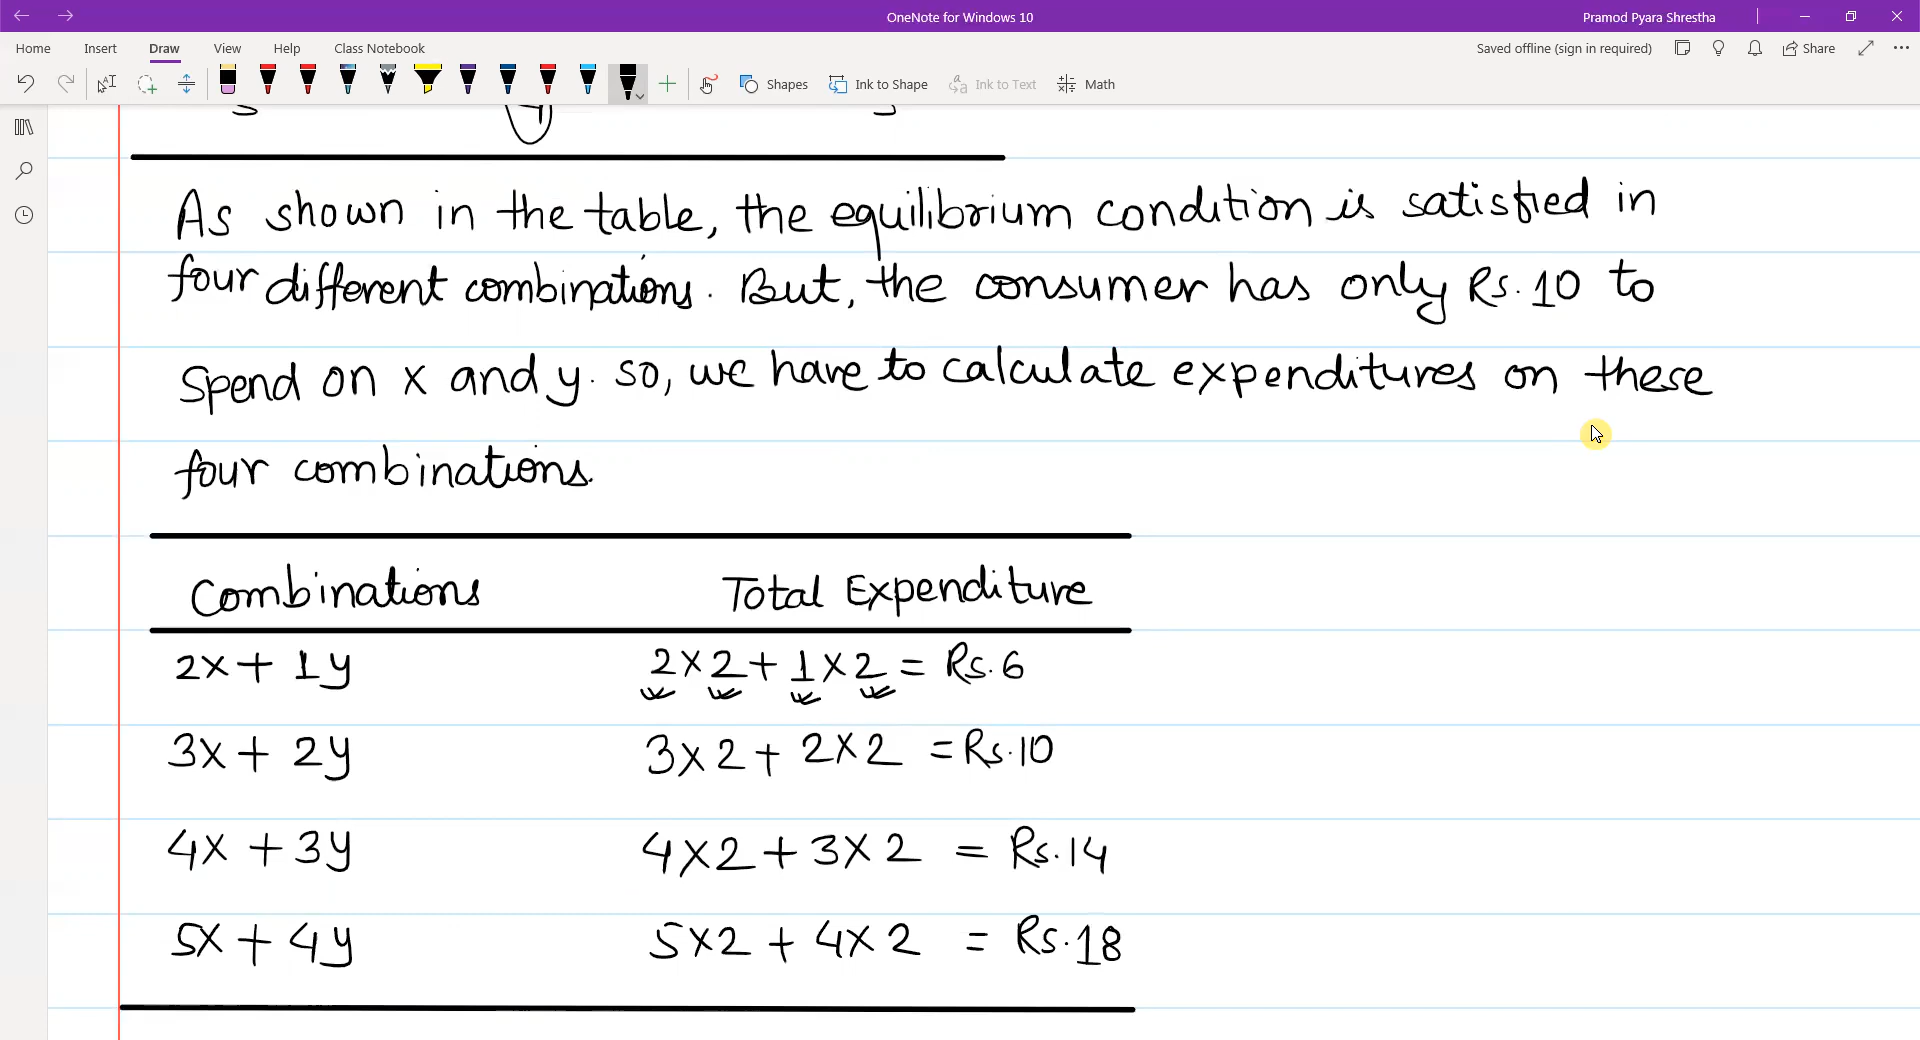 OneNote for Windows 10
Pramod Pyara Shrestha
Home Insert Draw View Help Class Notebook
Saved offline (sign in required) Share
Shapes Ink to Shape Ink to Text Math
As shown in the table, the equilibrium condition is satisfied in
four different combinations. But, the consumer has only Rs. 10 to
Spend on x and y. so, we have to calculate expenditures on these
four combinations.
Combinations Total Expenditure
2x + 1y 2 × 2 + 1 × 2 = Rs. 6
3x + 2y 3 × 2 + 2 × 2 = Rs. 10
4x + 3y 4 × 2 + 3 × 2 = Rs. 14
5x + 4y 5 × 2 + 4 × 2 = Rs. 18